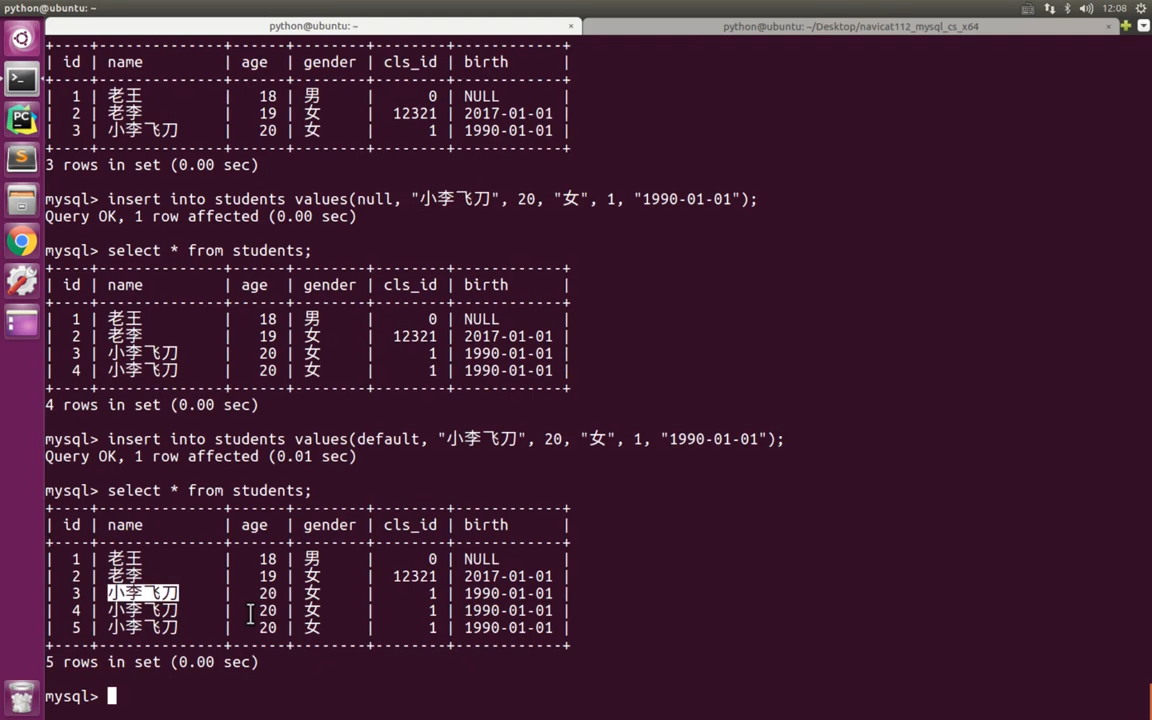 python@ubuntu: ~
12:08
python@ubuntu: ~
python@ubuntu: ~/Desktop/navicat112_mysql_cs_x64
+----+--------------+-------+--------+--------+------------+
| id | name | age | gender | cls_id | birth |
+----+--------------+-------+--------+--------+------------+
| 1 | 老王 | 18 | 男 | 0 | NULL |
| 2 | 老李 | 19 | 女 | 12321 | 2017-01-01 |
| 3 | 小李飞刀 | 20 | 女 | 1 | 1990-01-01 |
+----+--------------+-------+--------+--------+------------+
3 rows in set (0.00 sec)
mysql> insert into students values(null, "小李飞刀", 20, "女", 1, "1990-01-01");
Query OK, 1 row affected (0.00 sec)
mysql> select * from students;
+----+--------------+-------+--------+--------+------------+
| id | name | age | gender | cls_id | birth |
+----+--------------+-------+--------+--------+------------+
| 1 | 老王 | 18 | 男 | 0 | NULL |
| 2 | 老李 | 19 | 女 | 12321 | 2017-01-01 |
| 3 | 小李飞刀 | 20 | 女 | 1 | 1990-01-01 |
| 4 | 小李飞刀 | 20 | 女 | 1 | 1990-01-01 |
+----+--------------+-------+--------+--------+------------+
4 rows in set (0.00 sec)
mysql> insert into students values(default, "小李飞刀", 20, "女", 1, "1990-01-01");
Query OK, 1 row affected (0.01 sec)
mysql> select * from students;
+----+--------------+-------+--------+--------+------------+
| id | name | age | gender | cls_id | birth |
+----+--------------+-------+--------+--------+------------+
| 1 | 老王 | 18 | 男 | 0 | NULL |
| 2 | 老李 | 19 | 女 | 12321 | 2017-01-01 |
| 3 | 小李飞刀 | 20 | 女 | 1 | 1990-01-01 |
| 4 | 小李飞刀 | 20 | 女 | 1 | 1990-01-01 |
| 5 | 小李飞刀 | 20 | 女 | 1 | 1990-01-01 |
+----+--------------+-------+--------+--------+------------+
5 rows in set (0.00 sec)
mysql>
PC